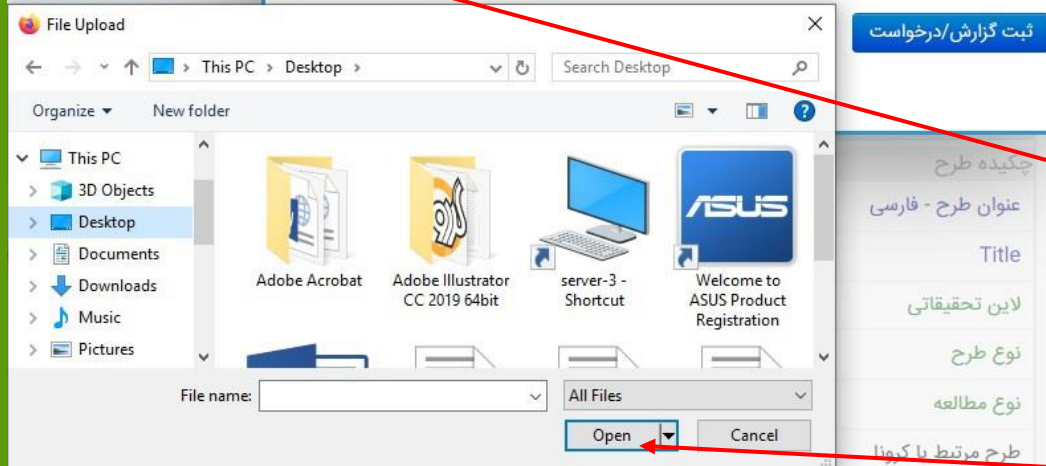 File Upload
ثبت گزارش/درخواست
This PC > Desktop >
Search Desktop
Organize
New folder
This PC
3D Objects
Desktop
Documents
Downloads
Music
Pictures
Adobe Acrobat
Adobe Illustrator
CC 2019 64bit
server-3 -
Shortcut
ASUS
Welcome to
ASUS Product
Registration
File name:
All Files
Open
Cancel
چکیده طرح
عنوان طرح - فارسی
Title
لاین تحقیقاتی
نوع طرح
نوع مطالعه
طرح مرتبط با کرونا